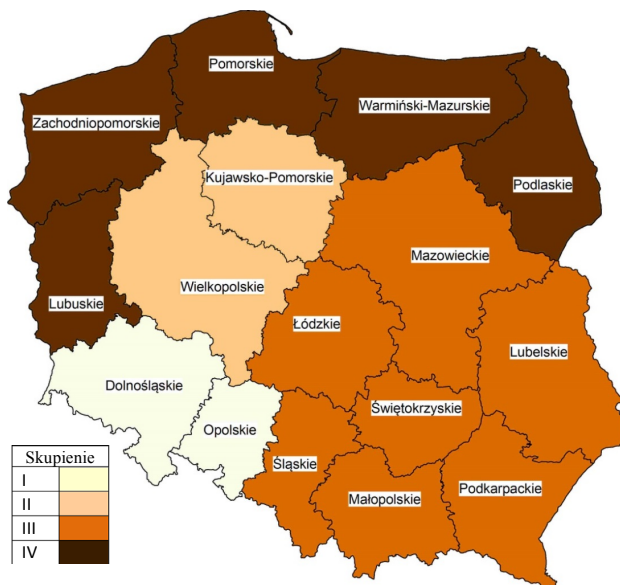 Pomorskie
Zachodniopomorskie
Warmiński-Mazurskie
Kujawsko-Pomorskie
Podlaskie
Mazowieckie
Wielkopolskie
Lubuskie
Łódzkie
Lubelskie
Dolnośląskie
Świętokrzyskie
Opolskie
Śląskie
Podkarpackie
Małopolskie
Skupienie
I
II
III
IV